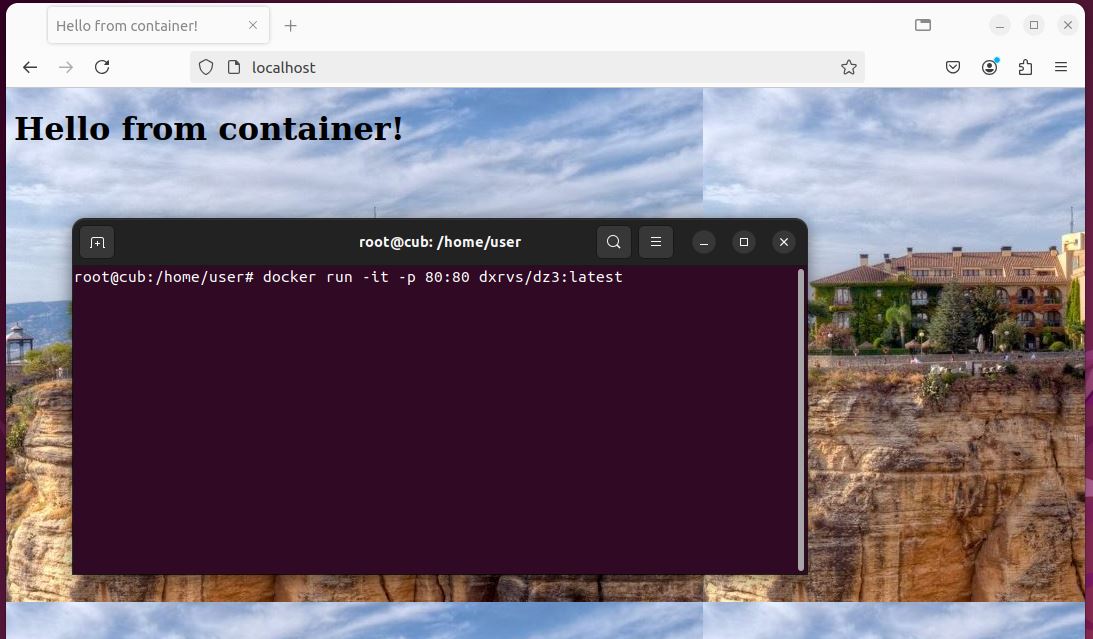 Hello from container!
localhost
Hello from container!
root@cub: /home/user
root@cub:/home/user# docker run -it -p 80:80 dxrvs/dz3:latest